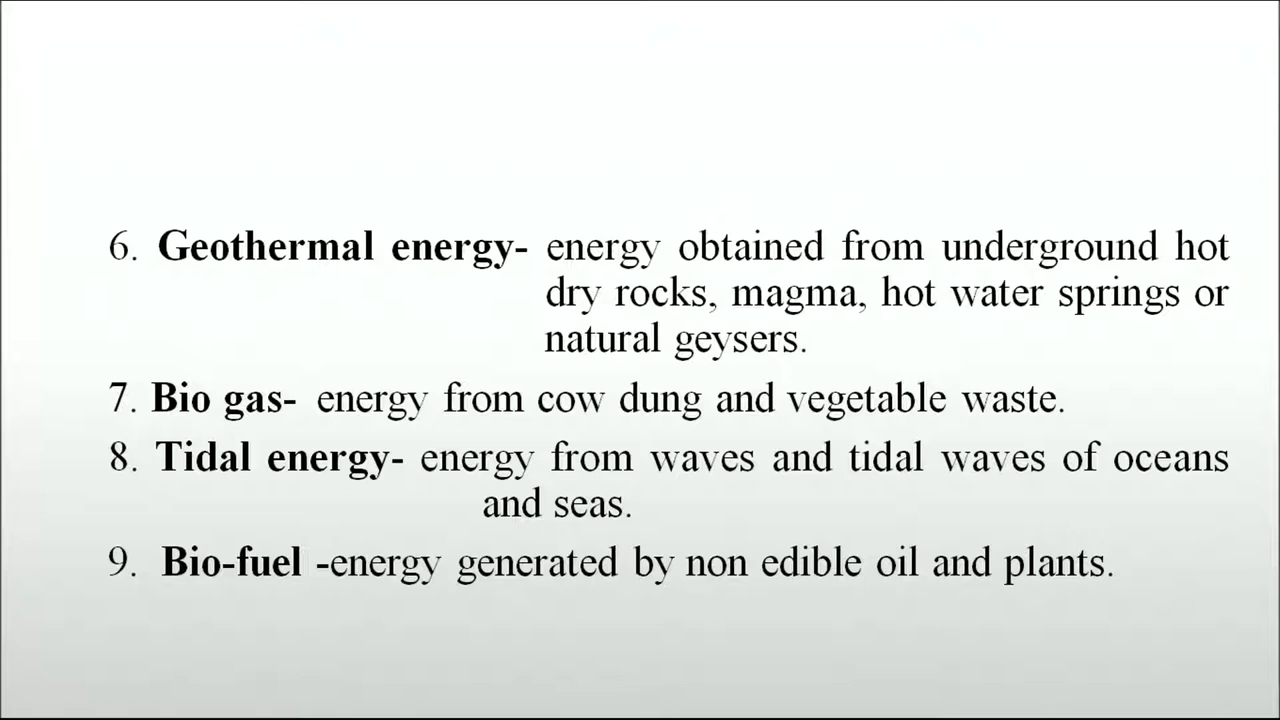 6. Geothermal energy- energy obtained from underground hot
dry rocks, magma, hot water springs or
natural geysers.
7. Bio gas- energy from cow dung and vegetable waste.
8. Tidal energy- energy from waves and tidal waves of oceans
and seas.
9. Bio-fuel -energy generated by non edible oil and plants.